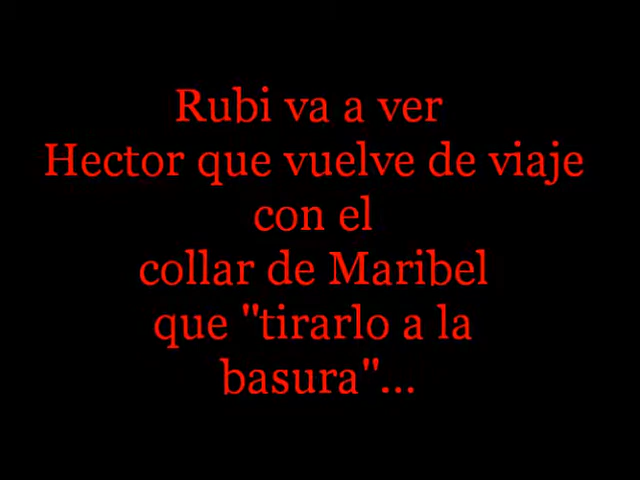 Rubi va a ver
Hector que vuelve de viaje
con el
collar de Maribel
que "tirarlo a la
basura"...